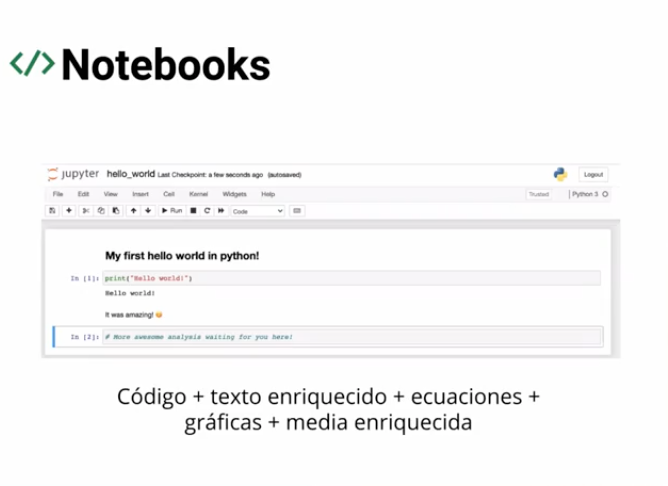 </> Notebooks
jupyter hello_world Last Checkpoint: a few seconds ago (autosaved)
Logout
File Edit View Insert Cell Kernel Widgets Help
Trusted Python 3
Run Code
My first hello world in python!
In [1]: print("Hello world!")
Hello world!
It was amazing! 😊
In [2]: # More awesome analysis waiting for you here!
Código + texto enriquecido + ecuaciones +
gráficas + media enriquecida